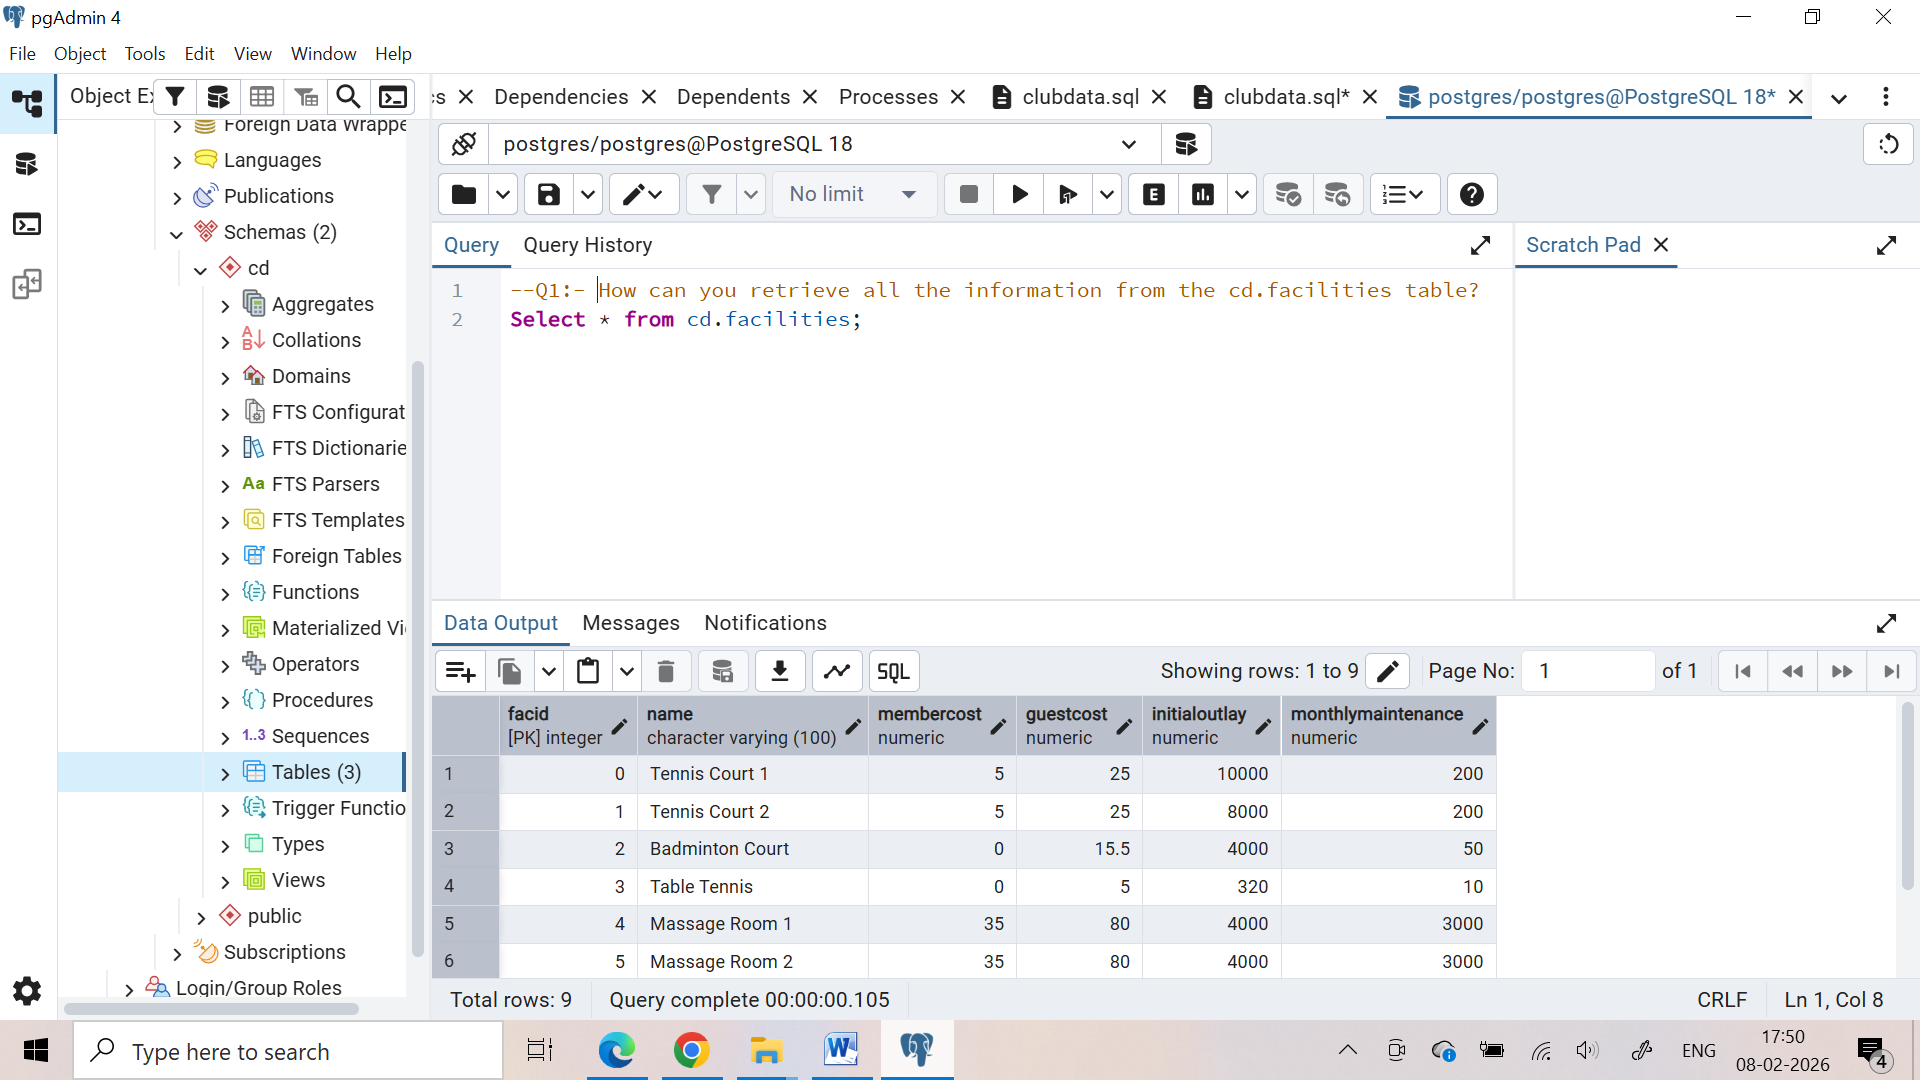 pgAdmin 4
File Object Tools Edit View Window Help
Object Ex
cs Dependencies Dependents Processes clubdata.sql clubdata.sql* postgres/postgres@PostgreSQL 18*
postgres/postgres@PostgreSQL 18
No limit
E
Query Query History
Scratch Pad
1 --Q1:- How can you retrieve all the information from the cd.facilities table?
2 Select * from cd.facilities;
Foreign Data Wrappe
Languages
Publications
Schemas (2)
cd
Aggregates
Collations
Domains
FTS Configurat
FTS Dictionarie
Aa FTS Parsers
FTS Templates
Foreign Tables
Functions
Materialized Vi
Operators
Procedures
1..3 Sequences
Tables (3)
Trigger Functio
Types
Views
public
Subscriptions
Login/Group Roles
Data Output Messages Notifications
SQL
Showing rows: 1 to 9 Page No: 1 of 1
facid name membercost guestcost initialoutlay monthlymaintenance
[PK] integer character varying (100) numeric numeric numeric numeric
1 0 Tennis Court 1 5 25 10000 200
2 1 Tennis Court 2 5 25 8000 200
3 2 Badminton Court 0 15.5 4000 50
4 3 Table Tennis 0 5 320 10
5 4 Massage Room 1 35 80 4000 3000
6 5 Massage Room 2 35 80 4000 3000
Total rows: 9 Query complete 00:00:00.105 CRLF Ln 1, Col 8
Type here to search
ENG
17:50
08-02-2026
4